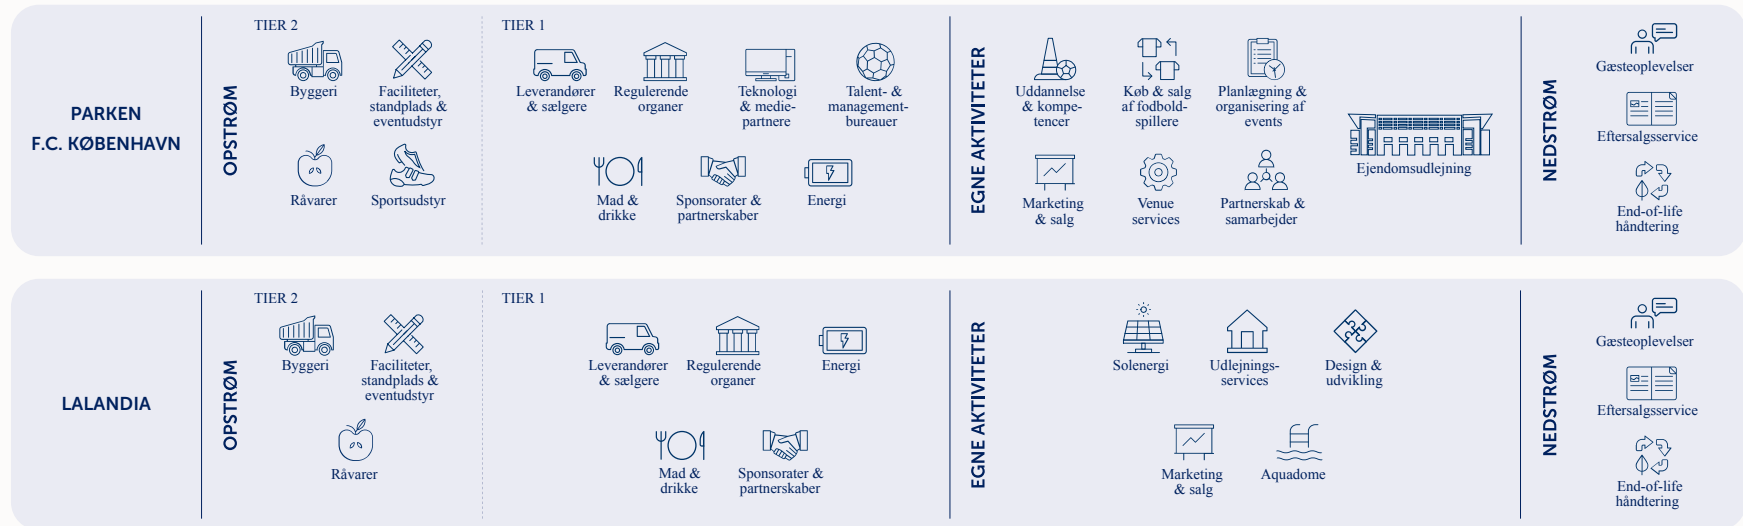 PARKEN
F.C. KØBENHAVN
OPSTRØM
TIER 2
Byggeri
Faciliteter,
standplads &
eventudstyr
Råvarer
Sportsudstyr
TIER 1
Leverandører
& sælgere
Regulerende
organer
Teknologi
& medie-
partnere
Talent- &
management-
bureauer
Mad &
drikke
Sponsorater &
partnerskaber
Energi
EGNE AKTIVITETER
Uddannelse
& kompe-
tencer
Køb & salg
af fodbold-
spillere
Planlægning &
organisering af
events
Marketing
& salg
Venue
services
Partnerskab &
samarbejder
Ejendomsudlejning
NEDSTRØM
Gæsteoplevelser
Eftersalgsservice
End-of-life
håndtering
LALANDIA
OPSTRØM
TIER 2
Byggeri
Faciliteter,
standplads &
eventudstyr
Råvarer
TIER 1
Leverandører
& sælgere
Regulerende
organer
Energi
Mad &
drikke
Sponsorater &
partnerskaber
EGNE AKTIVITETER
Solenergi
Udlejnings-
services
Design &
udvikling
Marketing
& salg
Aquadome
NEDSTRØM
Gæsteoplevelser
Eftersalgsservice
End-of-life
håndtering